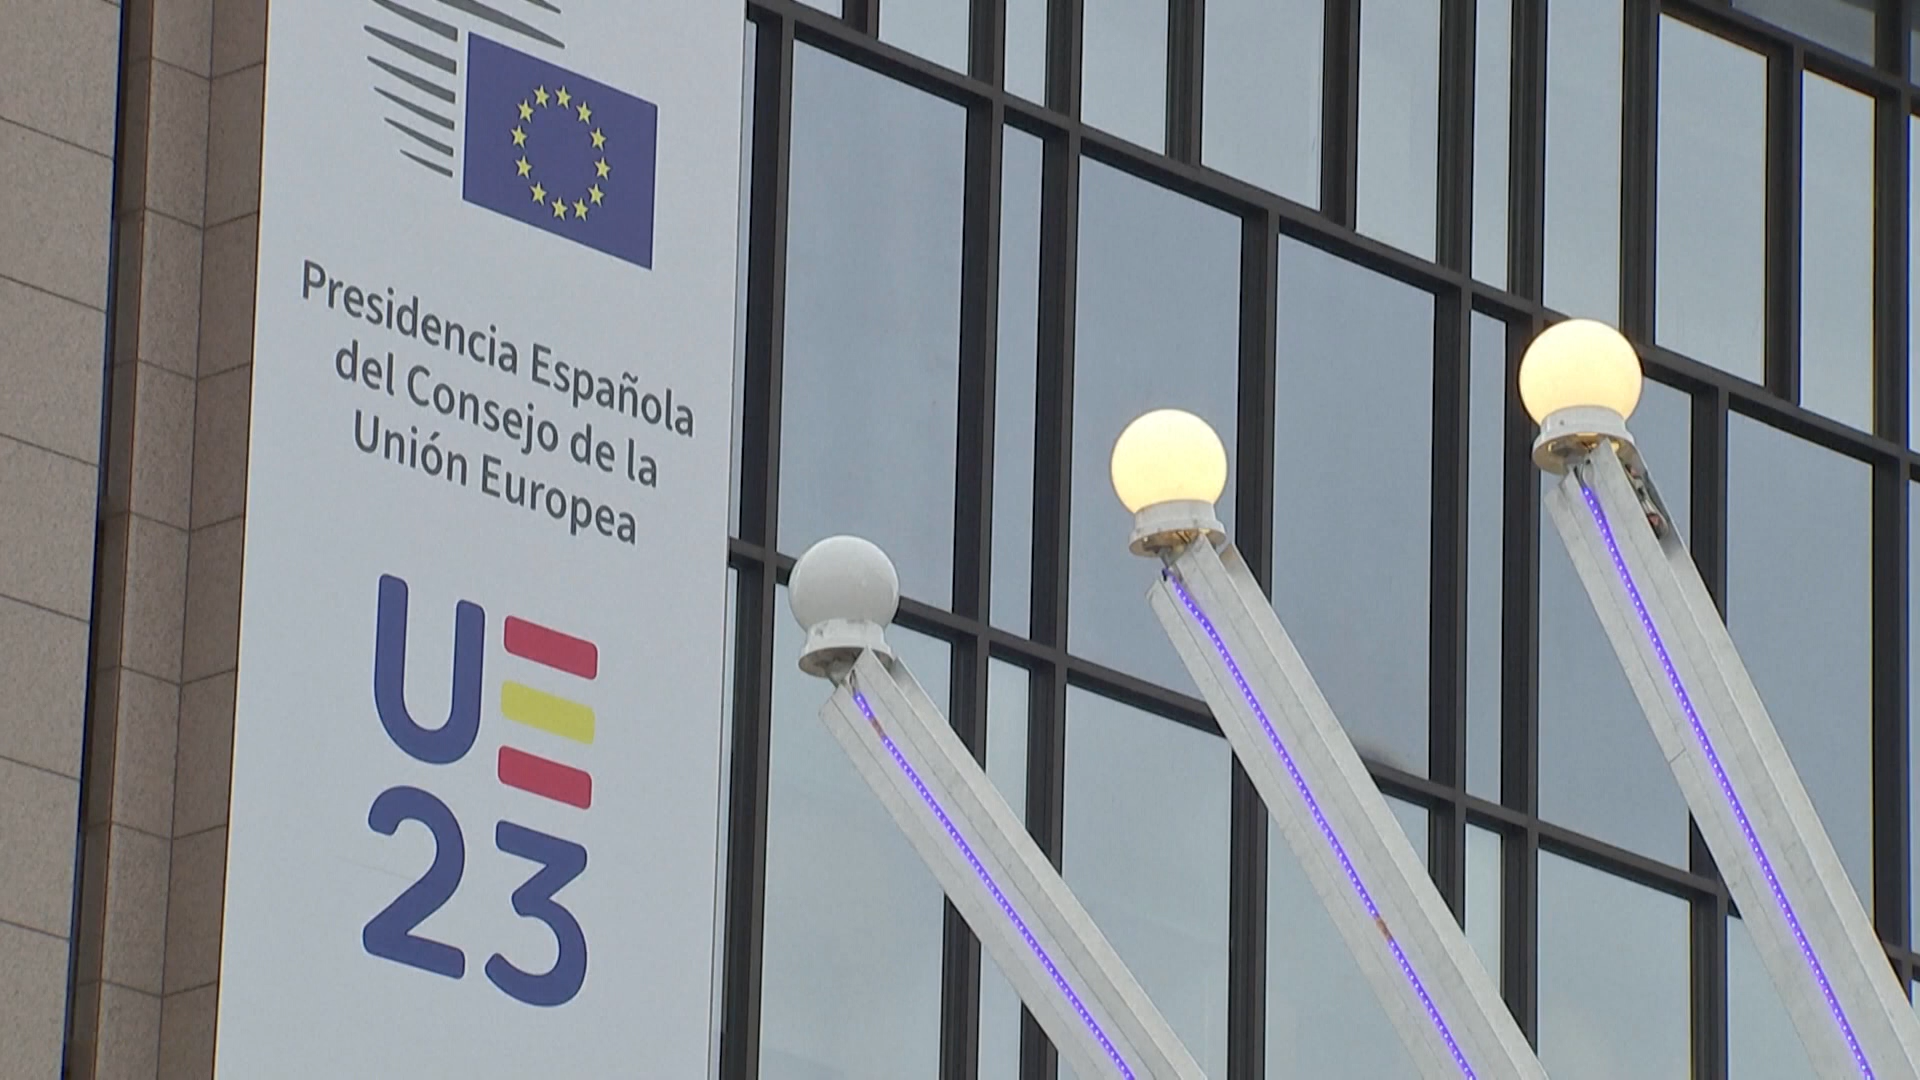 Presidencia Española
del Consejo de la
Unión Europea
UE
23